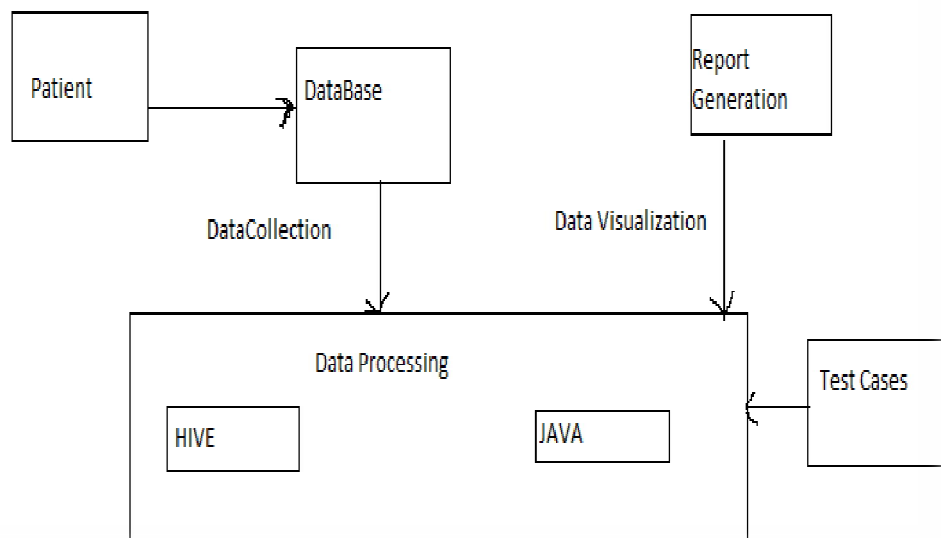 Patient
DataBase
Report
Generation
DataCollection
Data Visualization
Data Processing
Test Cases
HIVE
JAVA